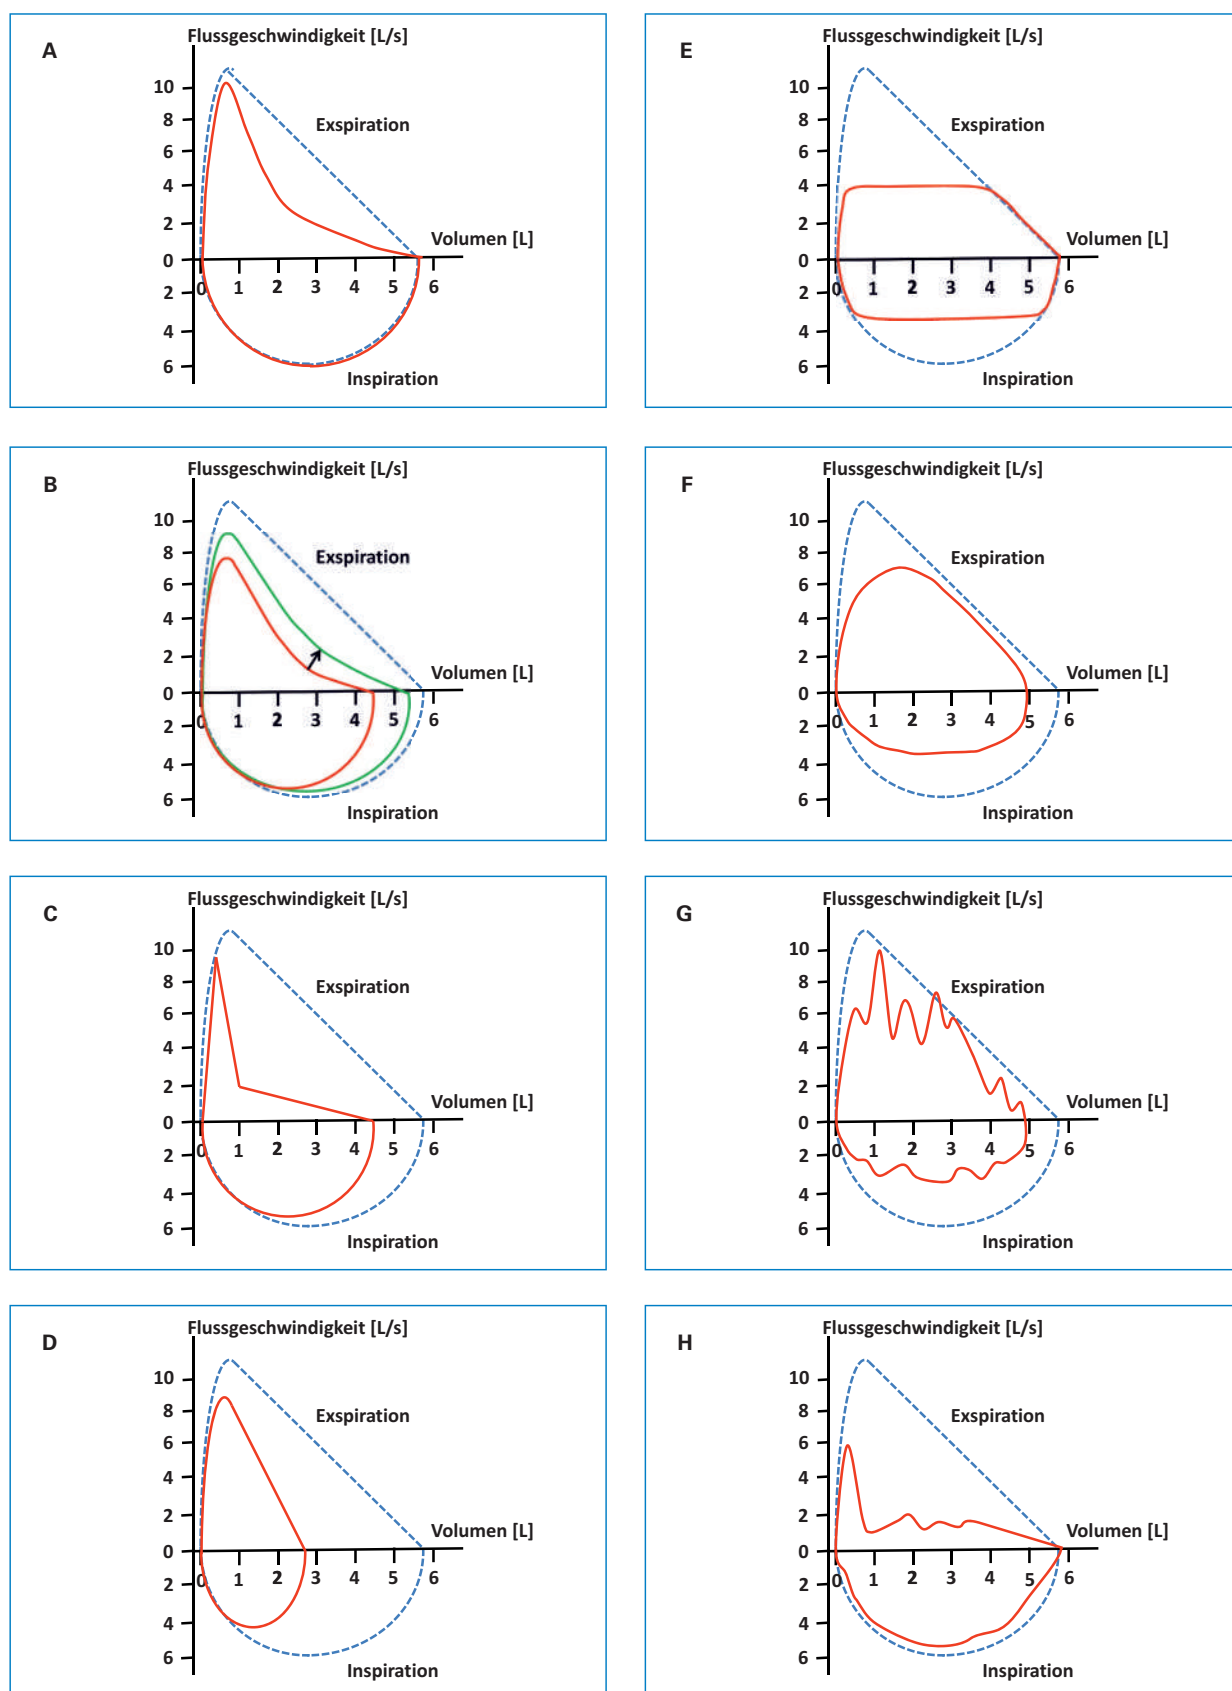 A
Flussgeschwindigkeit [L/s]
10
8
6
4
2
0
2
4
6
Exspiration
Volumen [L]
0 1 2 3 4 5 6
Inspiration
E
Flussgeschwindigkeit [L/s]
10
8
6
4
2
0
2
4
6
Exspiration
Volumen [L]
0 1 2 3 4 5 6
Inspiration
B
Flussgeschwindigkeit [L/s]
10
8
6
4
2
0
2
4
6
Exspiration
Volumen [L]
0 1 2 3 4 5 6
Inspiration
F
Flussgeschwindigkeit [L/s]
10
8
6
4
2
0
2
4
6
Exspiration
Volumen [L]
0 1 2 3 4 5 6
Inspiration
C
Flussgeschwindigkeit [L/s]
10
8
6
4
2
0
2
4
6
Exspiration
Volumen [L]
0 1 2 3 4 5 6
Inspiration
G
Flussgeschwindigkeit [L/s]
10
8
6
4
2
0
2
4
6
Exspiration
Volumen [L]
0 1 2 3 4 5 6
Inspiration
D
Flussgeschwindigkeit [L/s]
10
8
6
4
2
0
2
4
6
Exspiration
Volumen [L]
0 1 2 3 4 5 6
Inspiration
H
Flussgeschwindigkeit [L/s]
10
8
6
4
2
0
2
4
6
Exspiration
Volumen [L]
0 1 2 3 4 5 6
Inspiration